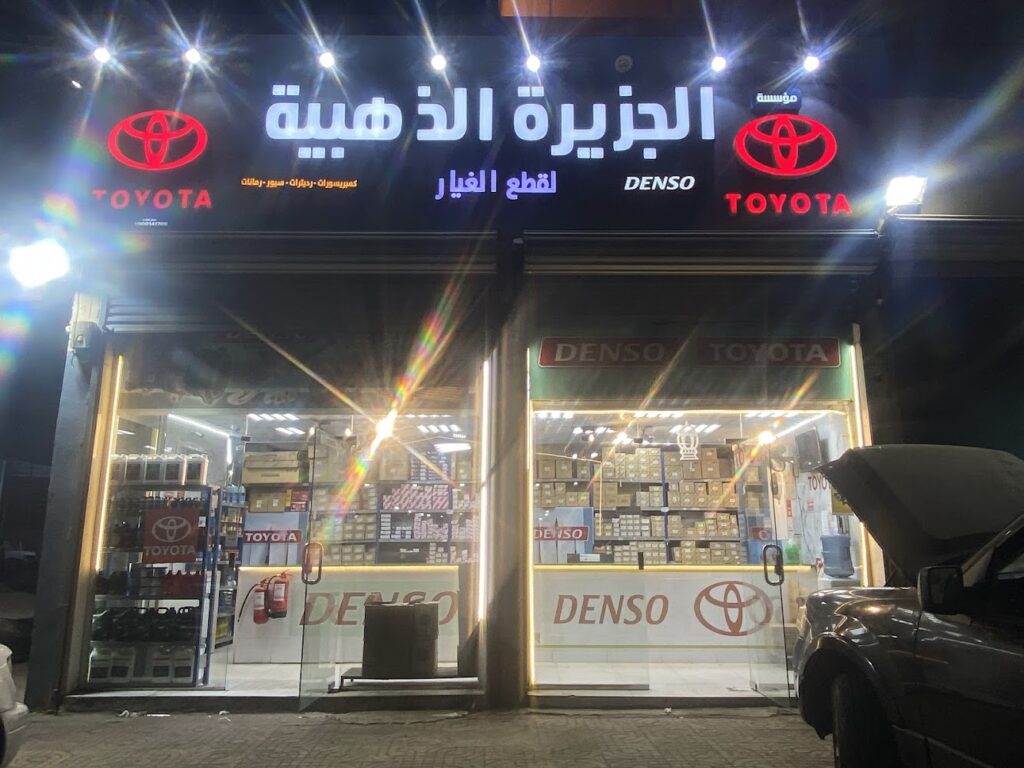 مؤسسة
الجزيرة الذهبية
TOYOTA
TOYOTA
DENSO
لقطع الغيار
كمبريسورات - رديترات - سيور - رمانات
DENSO TOYOTA
TOYOTA
TOYOTA
DENSO
TOYOTA
DENSO
DENSO